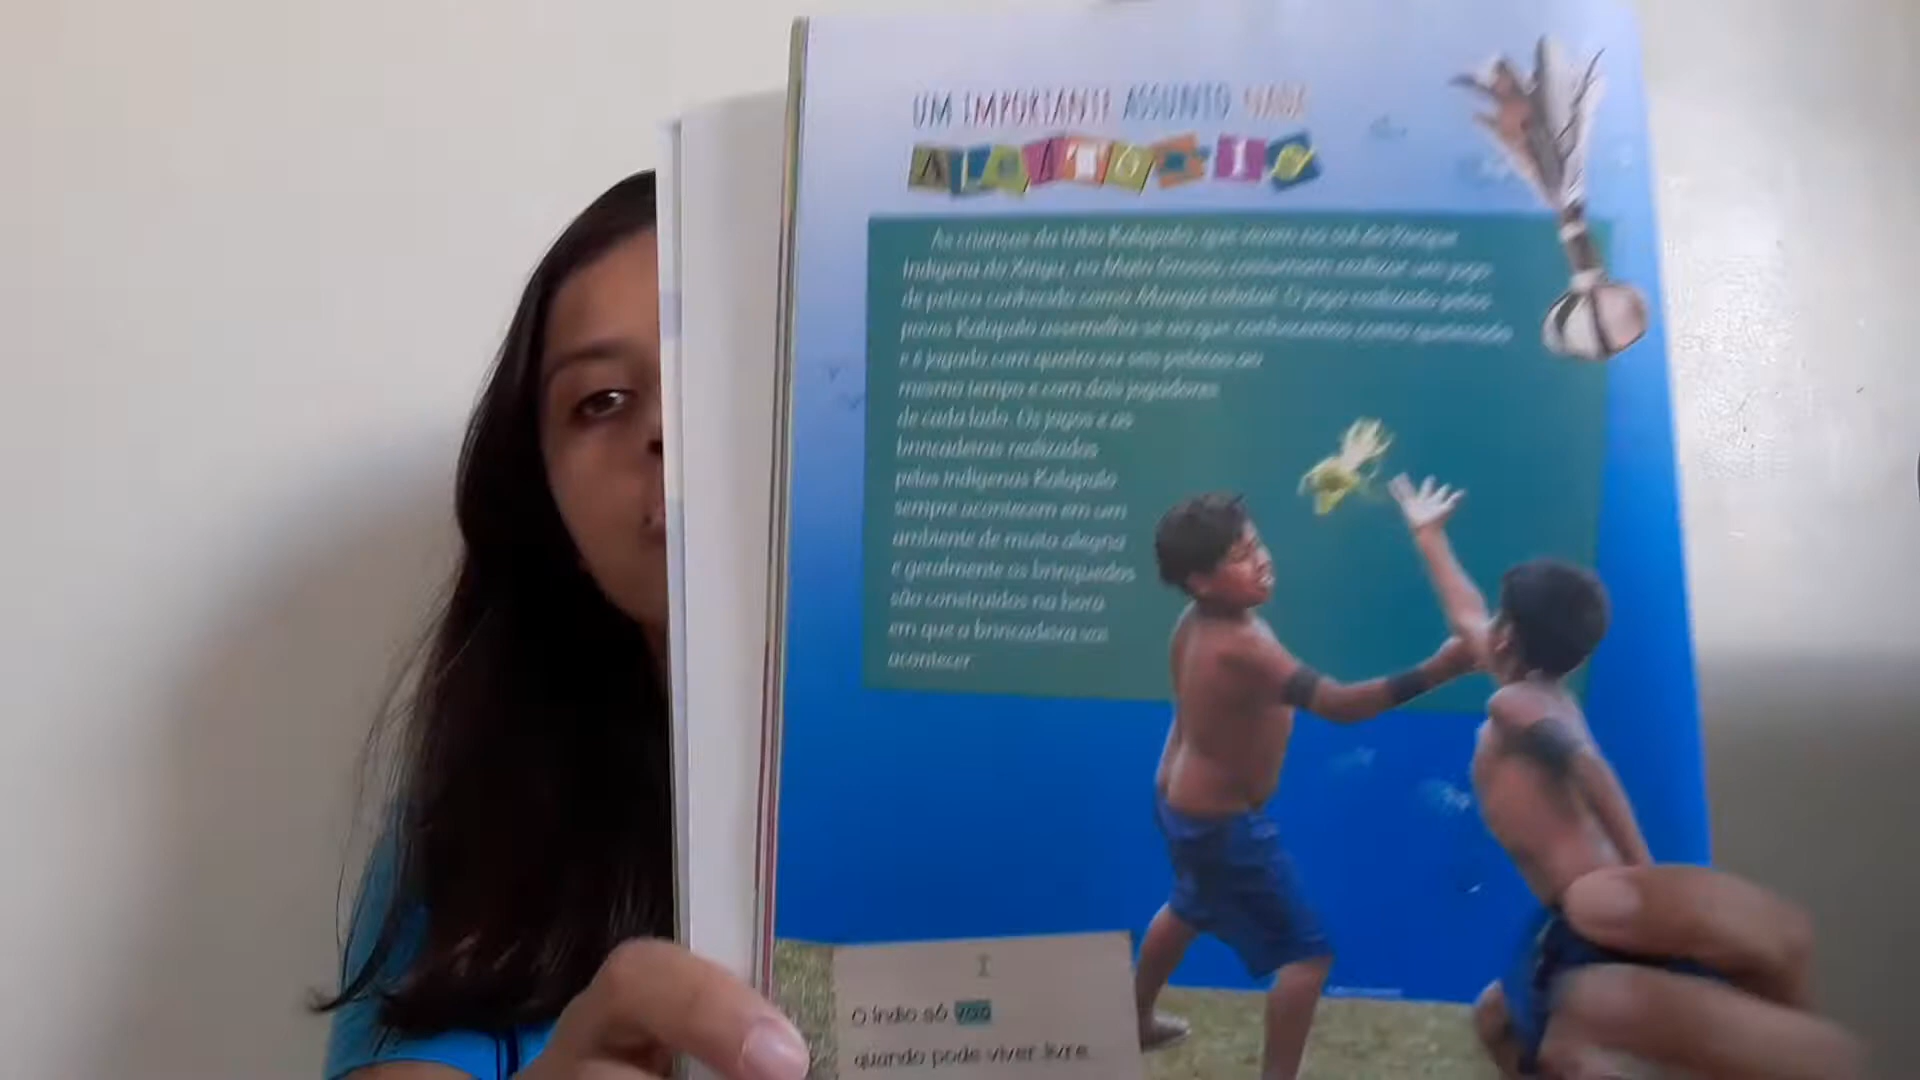 UM IMPORTANTE ASSUNTO PARA
As crianças da tribo Kalapalo, que vivem no sul do Parque
Indígena do Xingu, no Mato Grosso, costumam realizar um jogo
de peteca conhecido como Mangá O jogo realizado pelos
povos Kalapalo assemelha-se ao que conhecemos como queimada
e é jogado com quatro ou seis petecas ao
mesmo tempo e com dois jogadores
de cada lado. Os jogos e as
brincadeiras realizados
pelos indígenas Kalapalo
sempre acontecem em um
ambiente de muita alegria
e geralmente os brinquedos
são construídos na hora
em que a brincadeira vai
acontecer
I
O índio só voa
quando pode viver livre